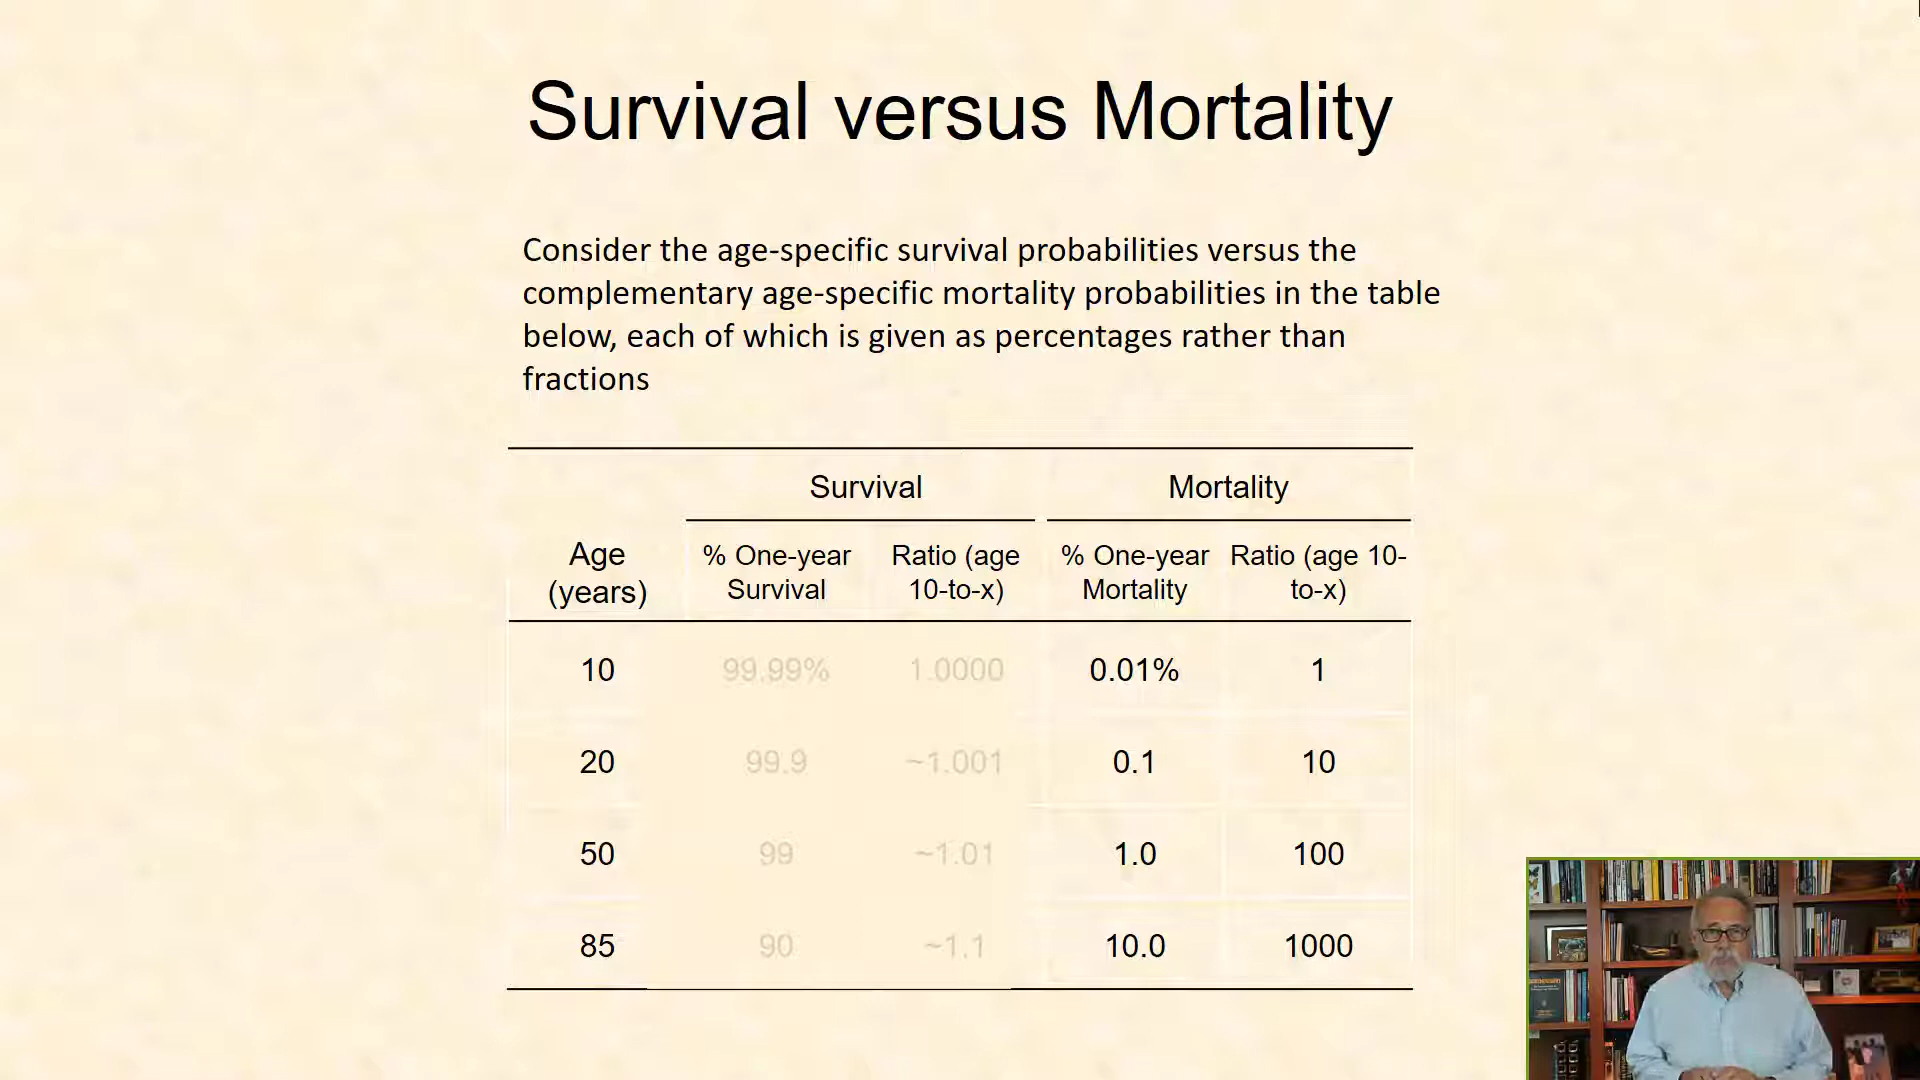 Survival versus Mortality
Consider the age-specific survival probabilities versus the
complementary age-specific mortality probabilities in the table
below, each of which is given as percentages rather than
fractions
Survival Mortality
Age (years) % One-year Survival Ratio (age 10-to-x) % One-year Mortality Ratio (age 10-to-x)
10 99.99% 1.0000 0.01% 1
20 99.9 ~1.001 0.1 10
50 99 ~1.01 1.0 100
85 90 ~1.1 10.0 1000